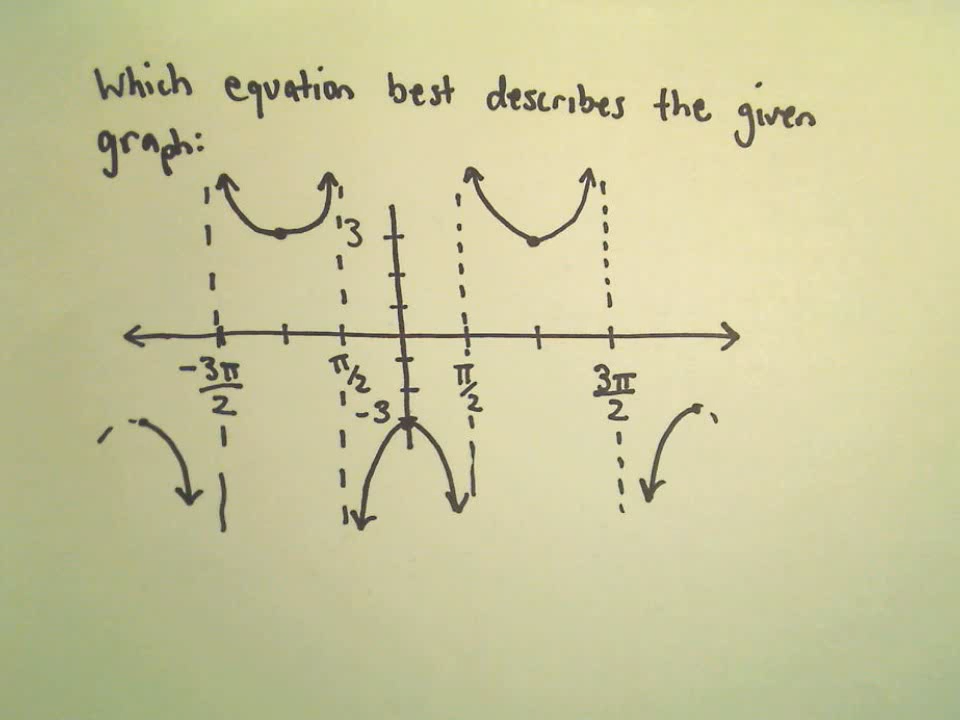 Which equation best describes the given
graph:
3
-3π/2
π/2
π/2
3π/2
-3